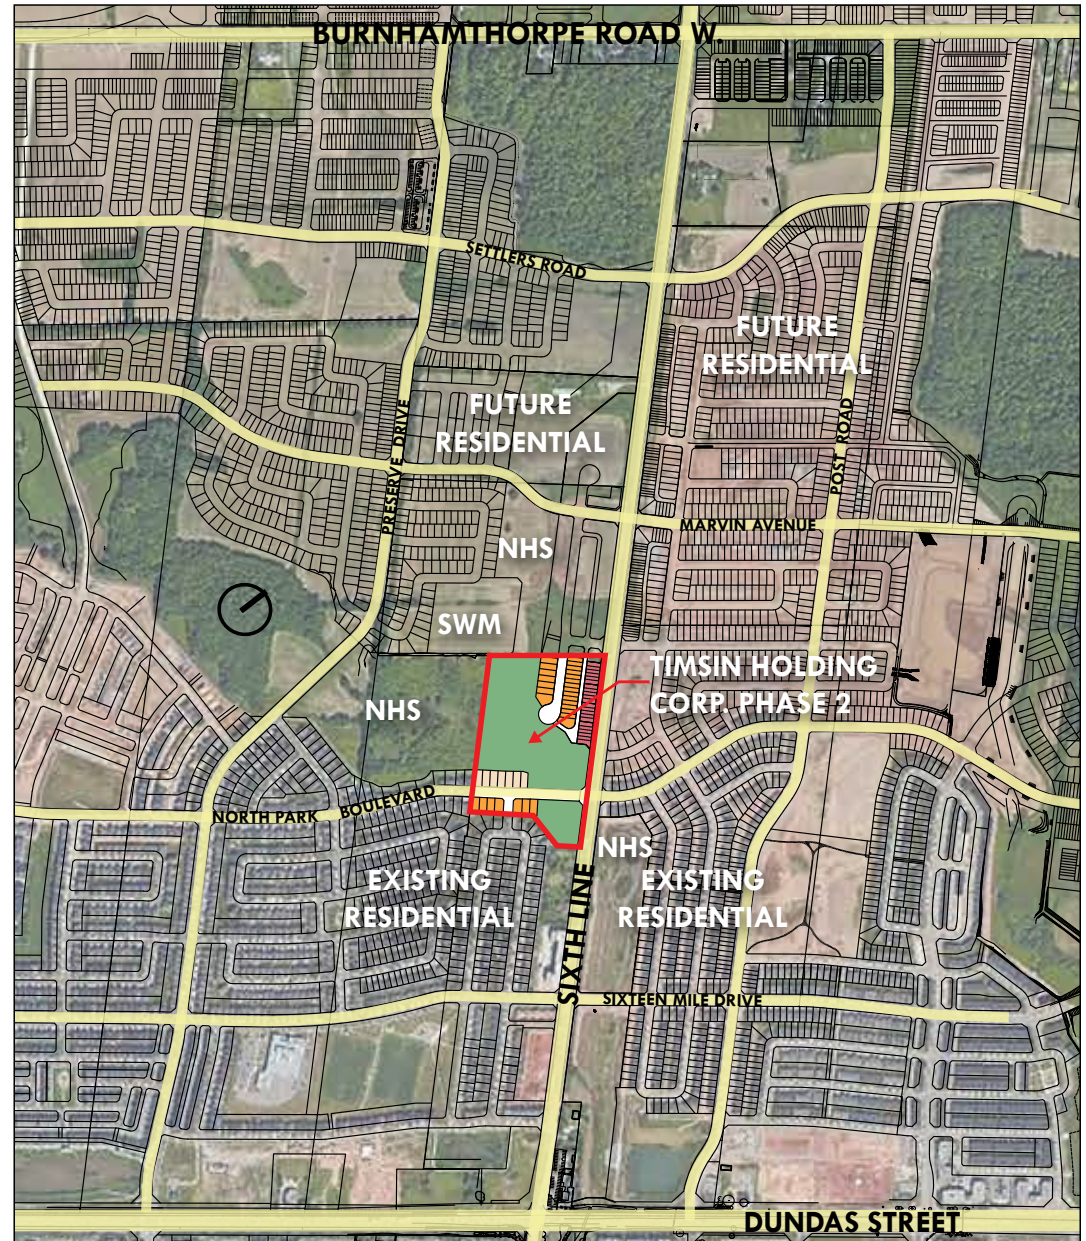 BURNHAMTHORPE ROAD W.
SETTLERS ROAD
FUTURE
RESIDENTIAL
FUTURE
RESIDENTIAL
PRESERVE DRIVE
POST ROAD
MARVIN AVENUE
NHS
SWM
TIMSIN HOLDING
CORP. PHASE 2
NHS
NORTH PARK BOULEVARD
NHS
EXISTING
RESIDENTIAL
EXISTING
RESIDENTIAL
SIXTH LINE
SIXTEEN MILE DRIVE
DUNDAS STREET